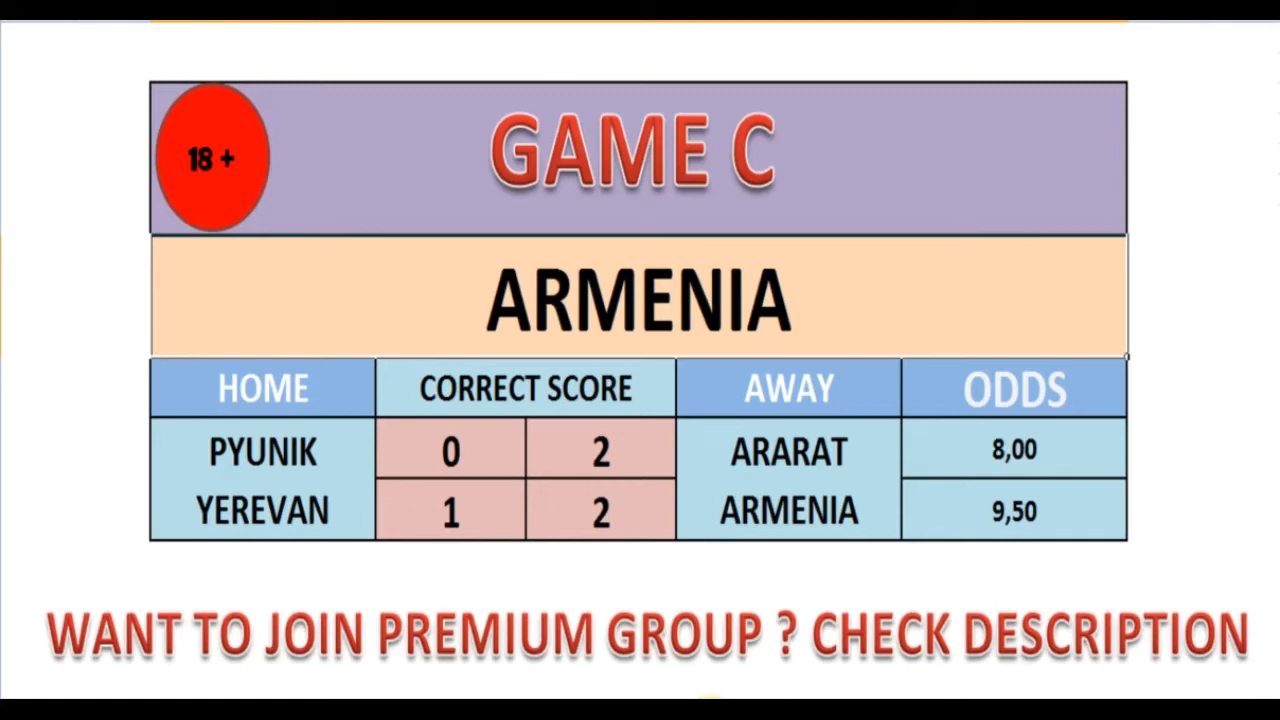 18 +
GAME C
ARMENIA
HOME CORRECT SCORE AWAY ODDS
PYUNIK 0 2 ARARAT 8,00
YEREVAN 1 2 ARMENIA 9,50
WANT TO JOIN PREMIUM GROUP ? CHECK DESCRIPTION